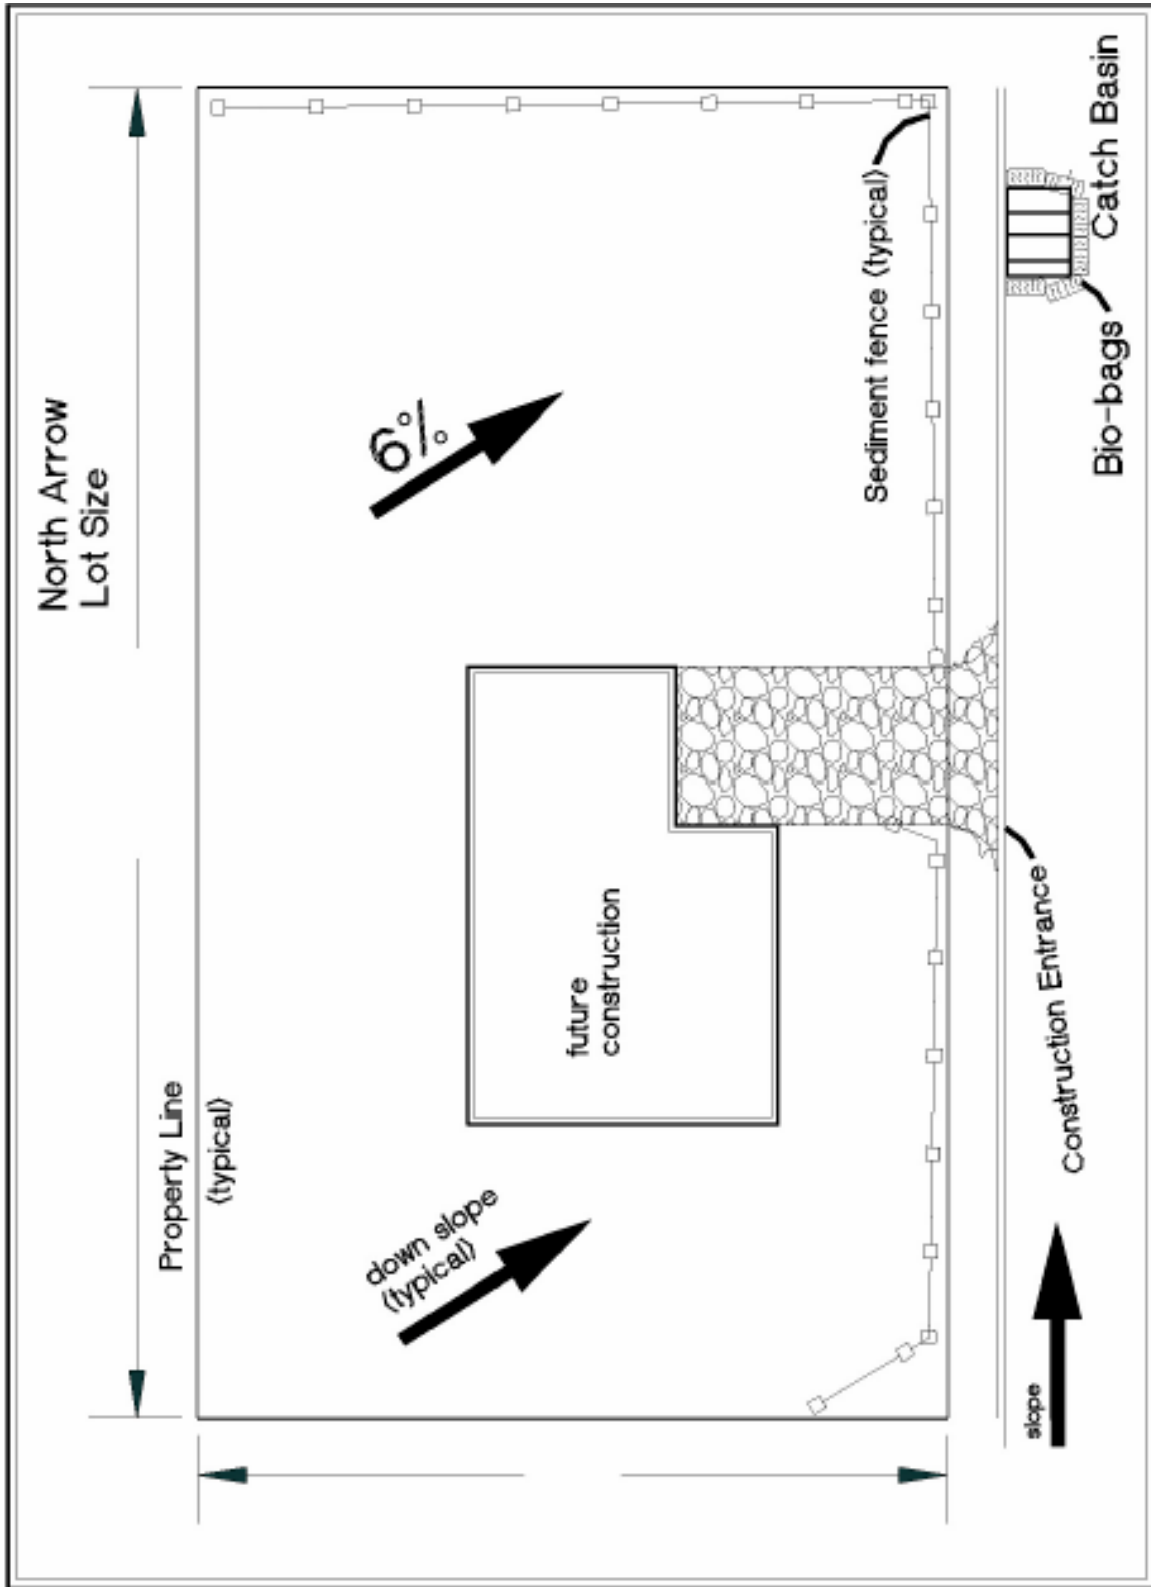 North Arrow
Lot Size
Property Line
(typical)
down slope
(typical)
6%
future
construction
Sediment fence (typical)
slope
Construction Entrance
Bio-bags
Catch Basin